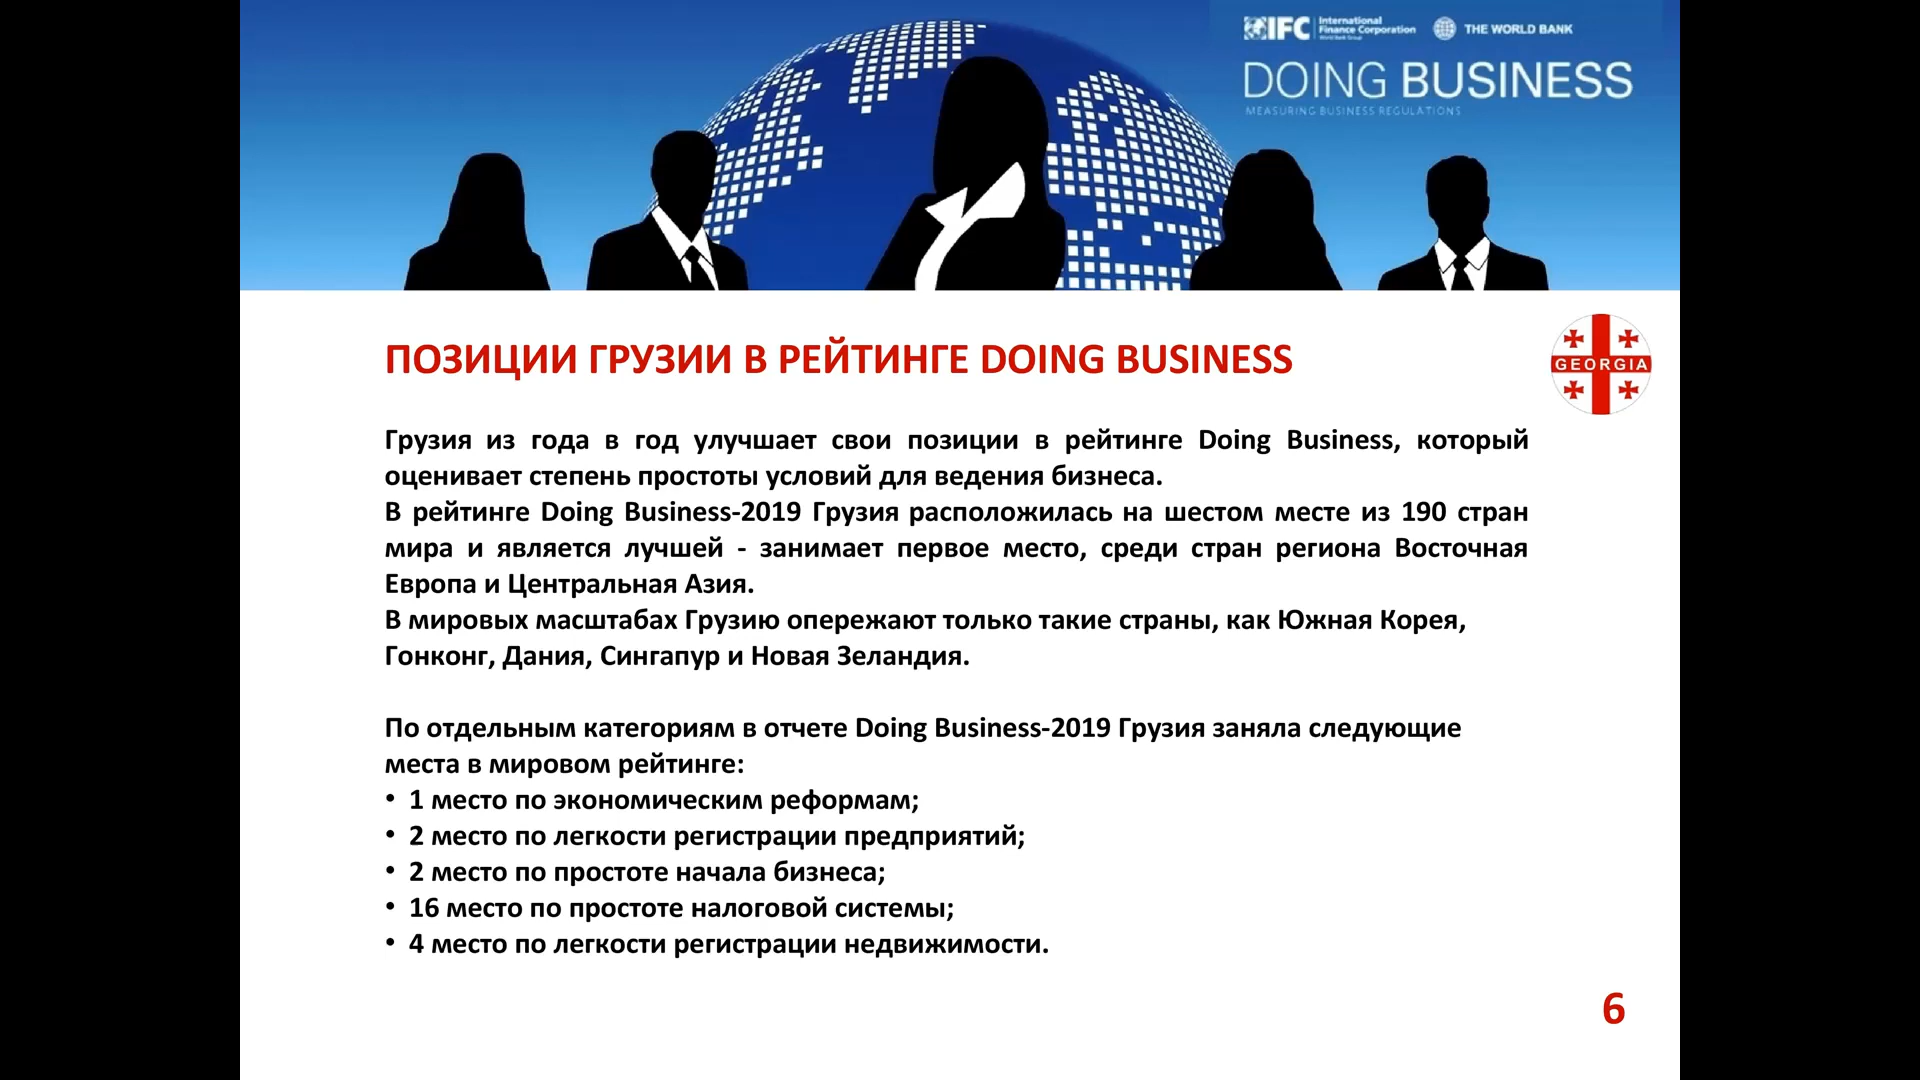 IFC International
Finance Corporation
World Bank Group
THE WORLD BANK
DOING BUSINESS
MEASURING BUSINESS REGULATIONS
ПОЗИЦИИ ГРУЗИИ В РЕЙТИНГЕ DOING BUSINESS
GEORGIA
Грузия из года в год улучшает свои позиции в рейтинге Doing Business, который
оценивает степень простоты условий для ведения бизнеса.
В рейтинге Doing Business-2019 Грузия расположилась на шестом месте из 190 стран
мира и является лучшей - занимает первое место, среди стран региона Восточная
Европа и Центральная Азия.
В мировых масштабах Грузию опережают только такие страны, как Южная Корея,
Гонконг, Дания, Сингапур и Новая Зеландия.
По отдельным категориям в отчете Doing Business-2019 Грузия заняла следующие
места в мировом рейтинге:
• 1 место по экономическим реформам;
• 2 место по легкости регистрации предприятий;
• 2 место по простоте начала бизнеса;
• 16 место по простоте налоговой системы;
• 4 место по легкости регистрации недвижимости.
6